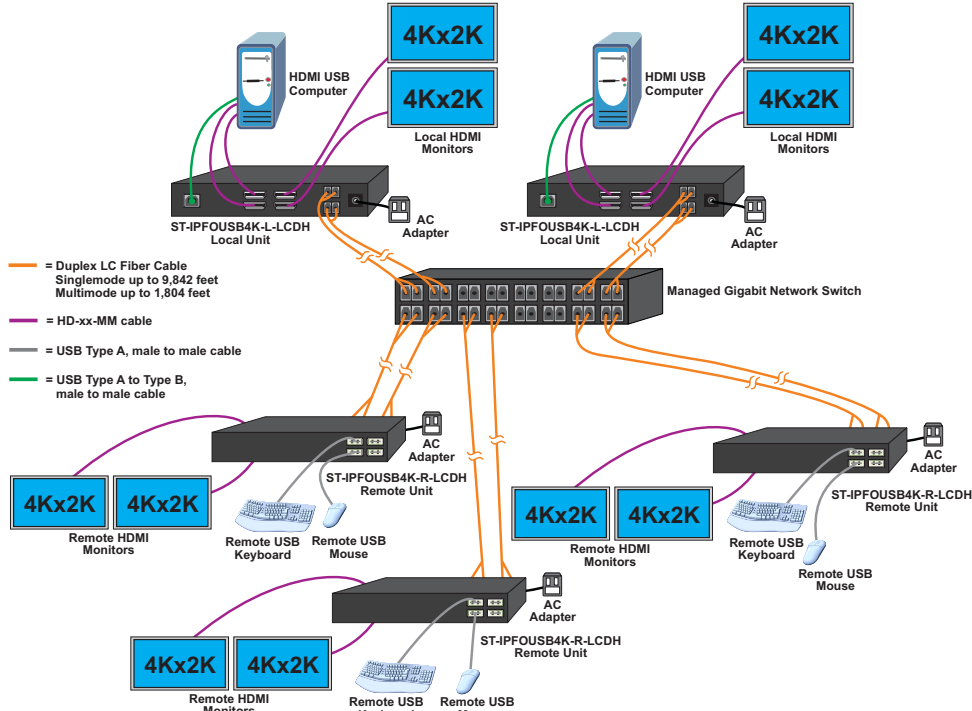 4Kx2K
4Kx2K
HDMI USB
Computer
HDMI USB
Computer
4Kx2K
4Kx2K
Local HDMI
Monitors
Local HDMI
Monitors
ST-IPFOUSB4K-L-LCDH
Local Unit
AC
Adapter
ST-IPFOUSB4K-L-LCDH
Local Unit
AC
Adapter
= Duplex LC Fiber Cable
Singlemode up to 9,842 feet
Multimode up to 1,804 feet
Managed Gigabit Network Switch
= HD-xx-MM cable
= USB Type A, male to male cable
= USB Type A to Type B,
male to male cable
AC
Adapter
AC
Adapter
ST-IPFOUSB4K-R-LCDH
Remote Unit
ST-IPFOUSB4K-R-LCDH
Remote Unit
4Kx2K
4Kx2K
4Kx2K
4Kx2K
Remote HDMI
Monitors
Remote USB
Keyboard
Remote USB
Mouse
Remote HDMI
Monitors
Remote USB
Keyboard
Remote USB
Mouse
AC
Adapter
ST-IPFOUSB4K-R-LCDH
Remote Unit
4Kx2K
4Kx2K
Remote HDMI
Monitors
Remote USB
Remote USB